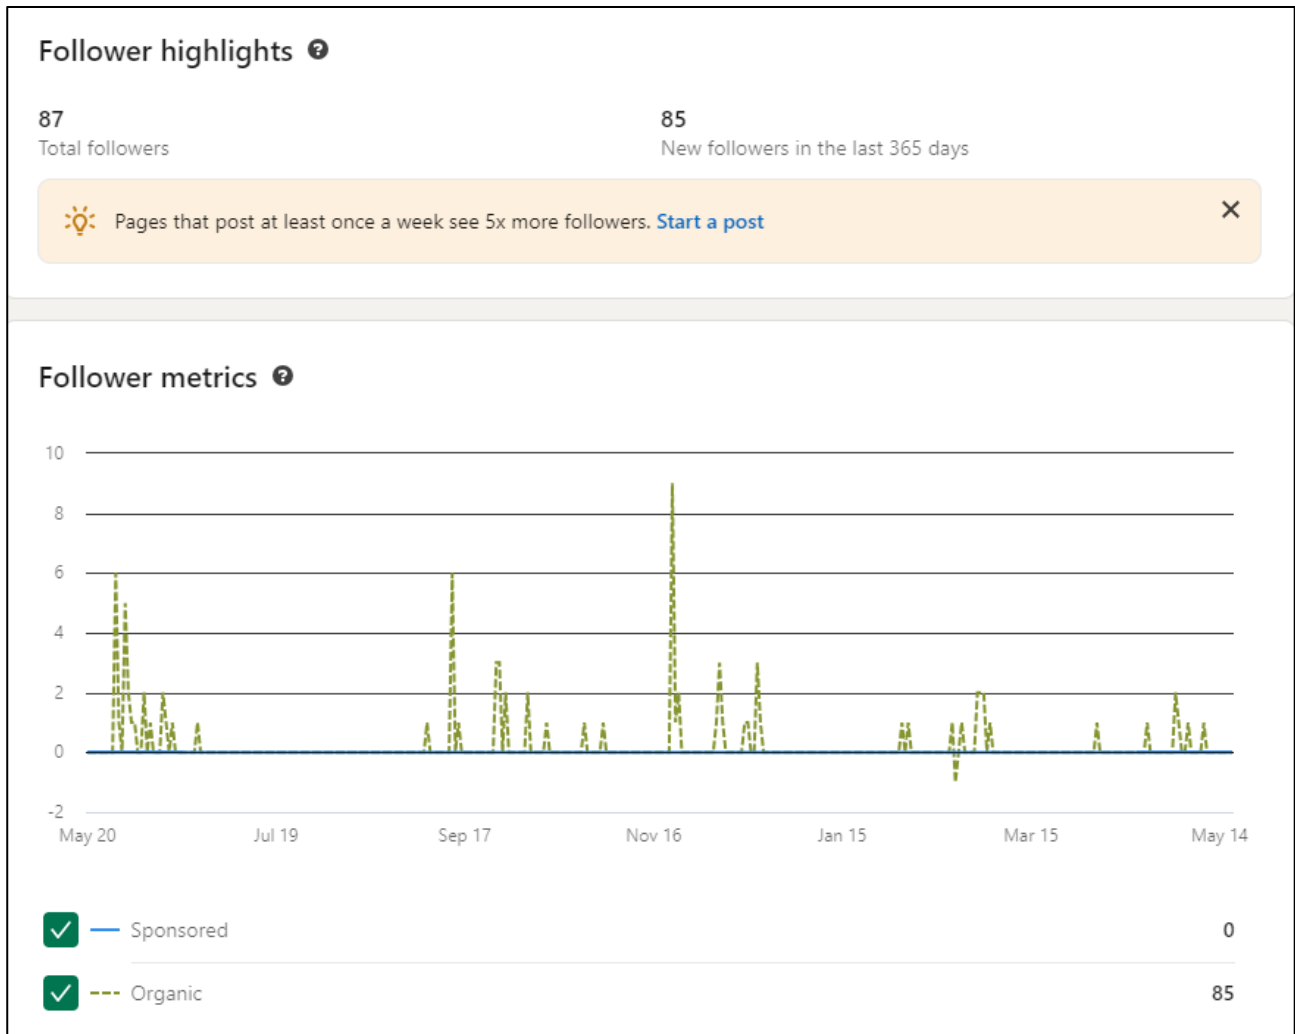 Follower highlights ?
87
Total followers
85
New followers in the last 365 days
Pages that post at least once a week see 5x more followers. Start a post
Follower metrics ?
10
8
6
4
2
0
-2
May 20 Jul 19 Sep 17 Nov 16 Jan 15 Mar 15 May 14
Sponsored 0
Organic 85